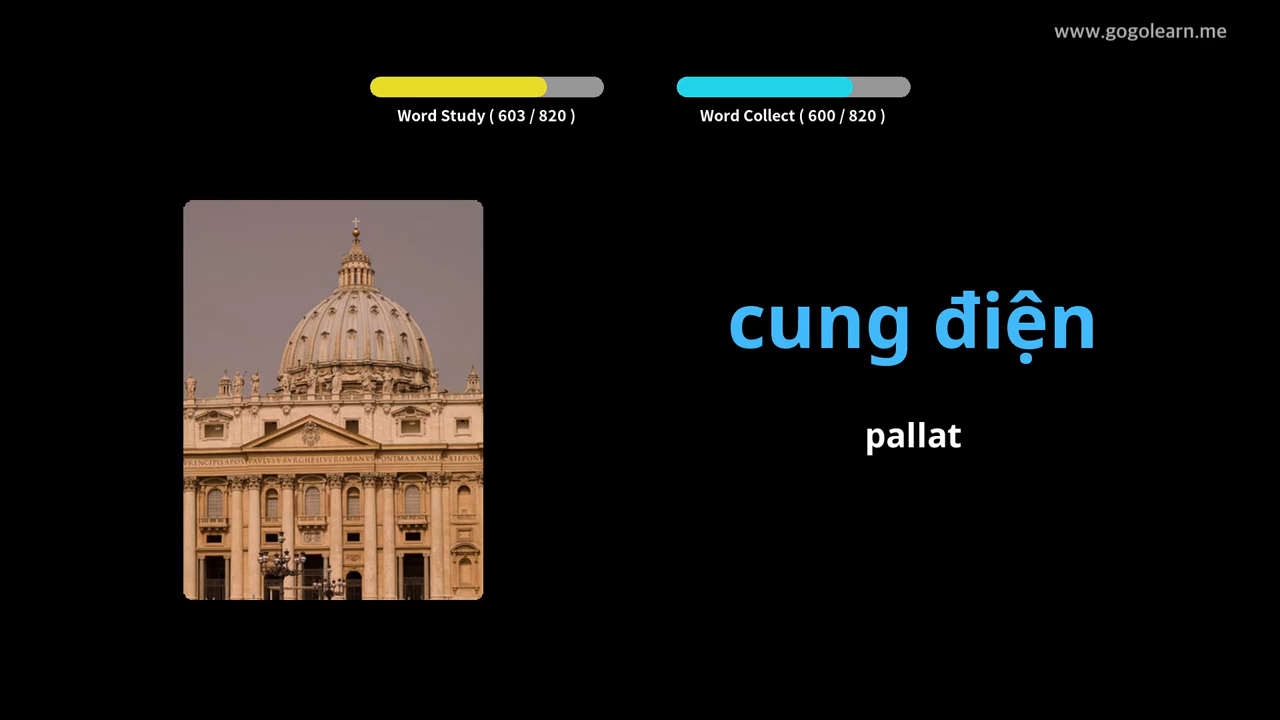 www.gogolearn.me
Word Study ( 603 / 820 )
Word Collect ( 600 / 820 )
cung điện
pallat